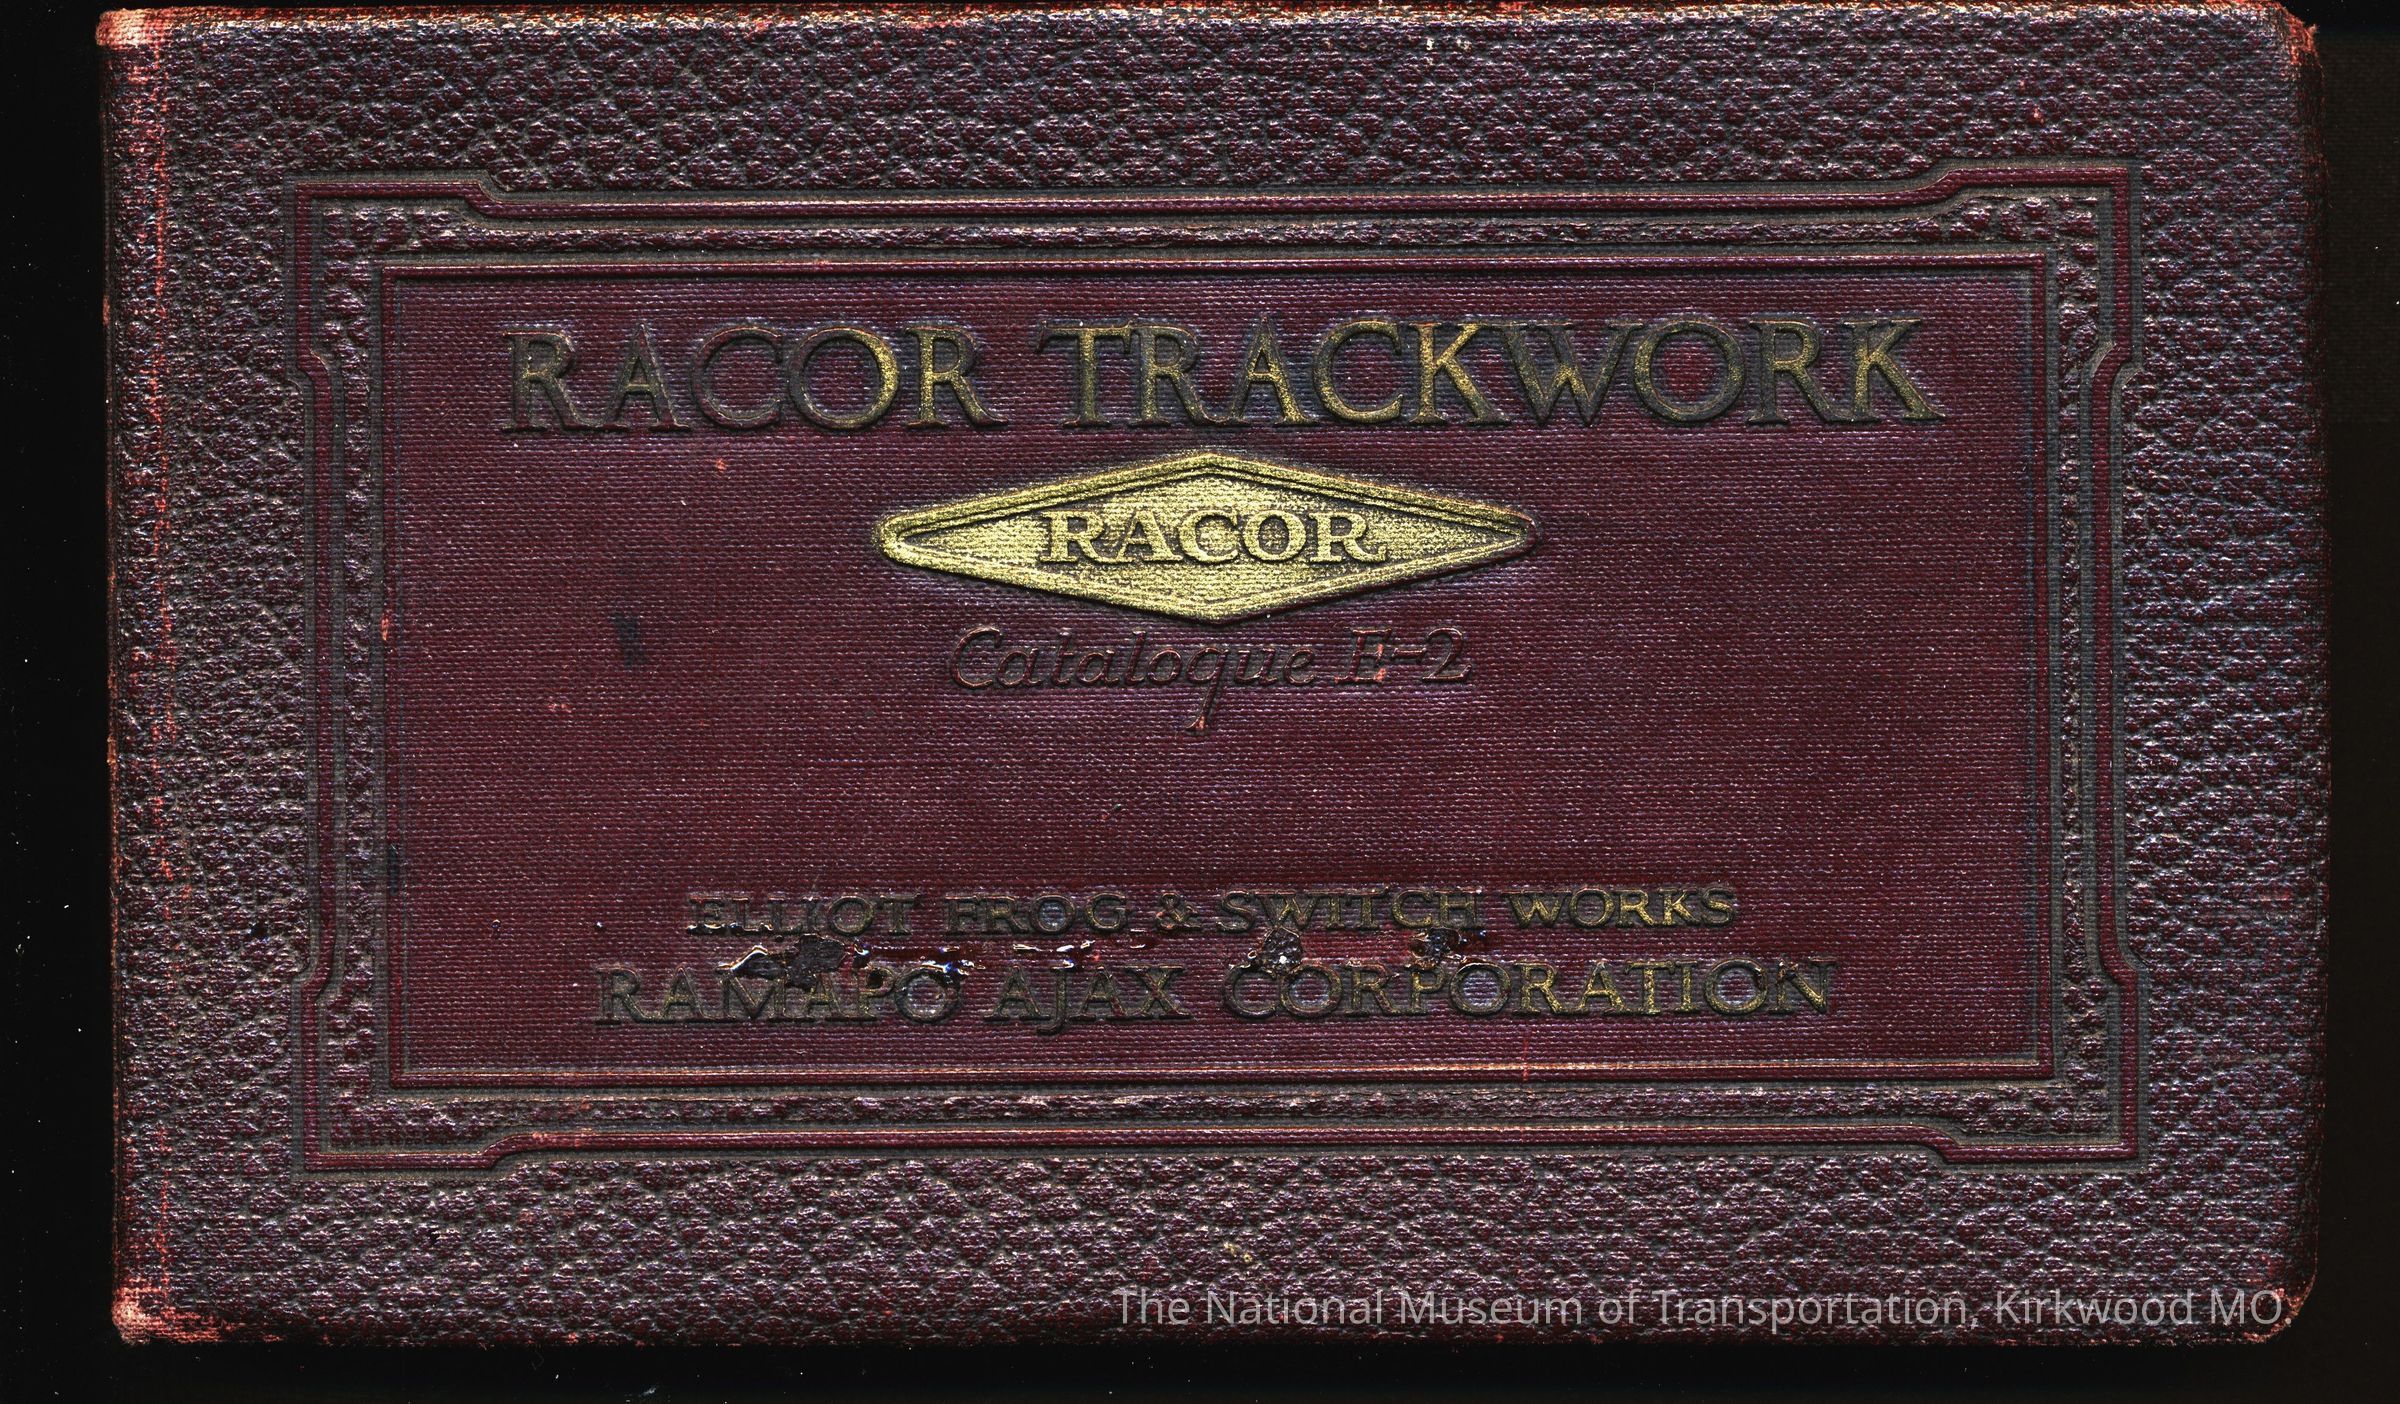 RACOR TRACKWORK
RACOR
Catalogue E-2
ELLIOT FROG & SWITCH WORKS
RAMAPO AJAX CORPORATION
The National Museum of Transportation, Kirkwood MO.